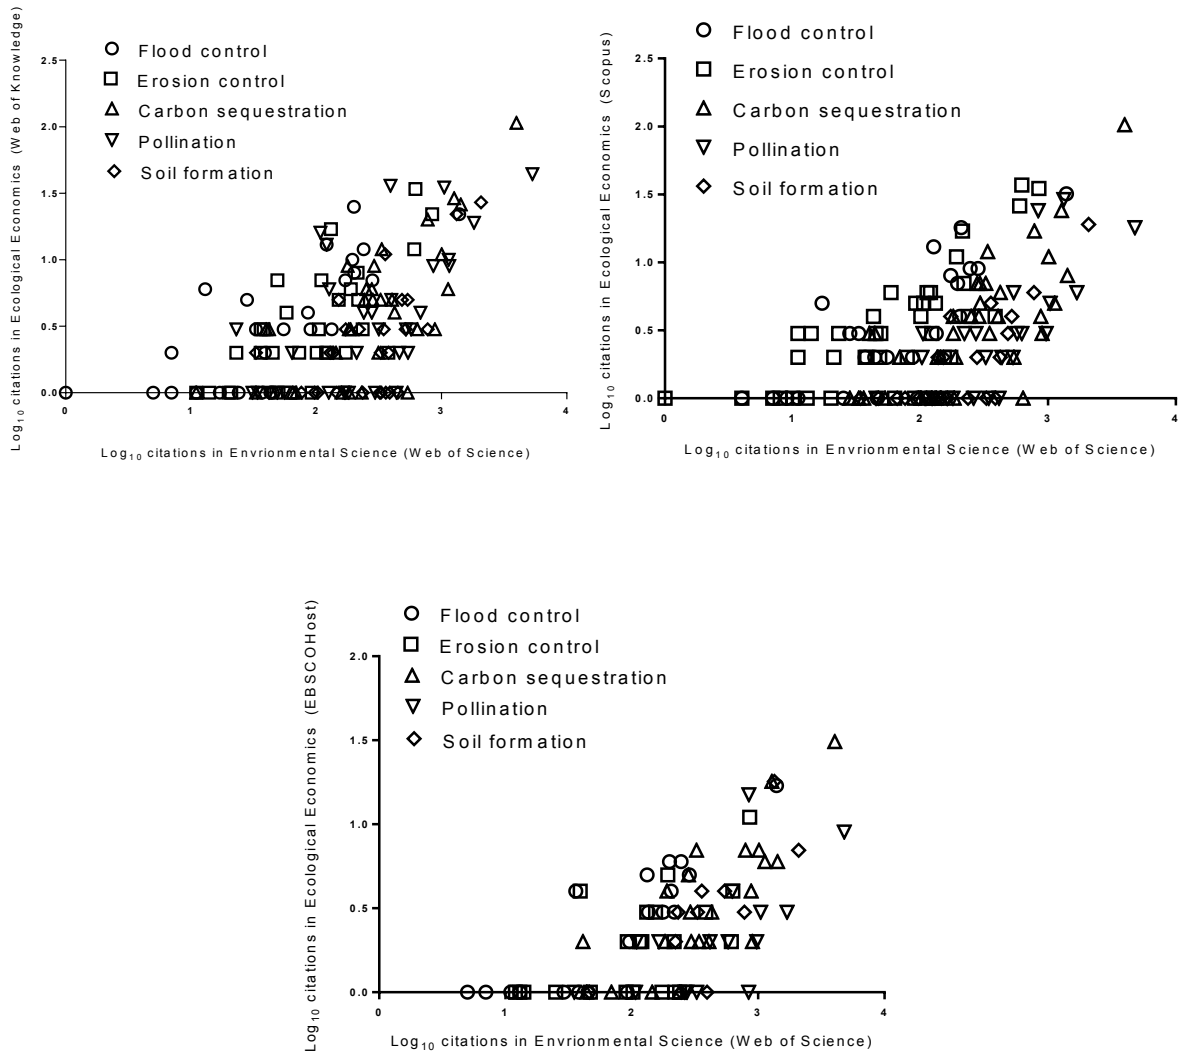 Log10 citations in Ecological Economics (Web of Knowledge)
Flood control
Erosion control
Carbon sequestration
Pollination
Soil formation
2.5
2.0
1.5
1.0
0.5
0.0
0 1 2 3 4
Log10 citations in Envrionmental Science (Web of Science)
Log10 citations in Ecological Economics (Scopus)
Flood control
Erosion control
Carbon sequestration
Pollination
Soil formation
2.5
2.0
1.5
1.0
0.5
0.0
0 1 2 3 4
Log10 citations in Envrionmental Science (Web of Science)
Log10 citations in Ecological Economics (EBSCOHost)
Flood control
Erosion control
Carbon sequestration
Pollination
Soil formation
2.0
1.5
1.0
0.5
0.0
0 1 2 3 4
Log10 citations in Envrionmental Science (Web of Science)